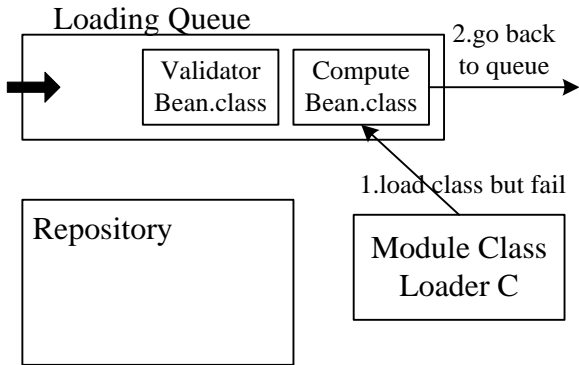 Loading Queue
Validator
Bean.class
Compute
Bean.class
2.go back
to queue
1.load class but fail
Repository
Module Class
Loader C